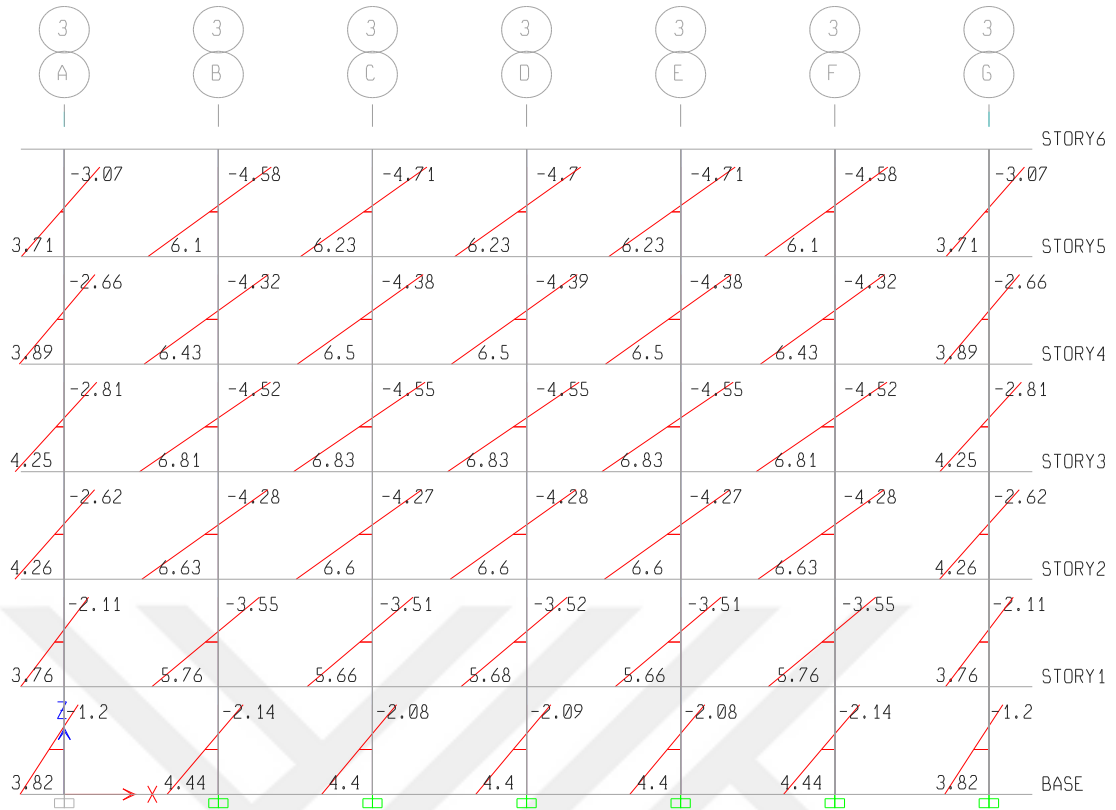 3 3 3 3 3 3 3
A B C D E F G
STORY6
-3.07 -4.58 -4.71 -4.7 -4.71 -4.58 -3.07
3.71 6.1 6.23 6.23 6.23 6.1 3.71 STORY5
-2.66 -4.32 -4.38 -4.39 -4.38 -4.32 -2.66
3.89 6.43 6.5 6.5 6.5 6.43 3.89 STORY4
-2.81 -4.52 -4.55 -4.55 -4.55 -4.52 -2.81
4.25 6.81 6.83 6.83 6.83 6.81 4.25 STORY3
-2.62 -4.28 -4.27 -4.28 -4.27 -4.28 -2.62
4.26 6.63 6.6 6.6 6.6 6.63 4.26 STORY2
-2.11 -3.55 -3.51 -3.52 -3.51 -3.55 -2.11
3.76 5.76 5.66 5.68 5.66 5.76 3.76 STORY1
Z -1.2 -2.14 -2.08 -2.09 -2.08 -2.14 -1.2
3.82 X 4.44 4.4 4.4 4.4 4.44 3.82 BASE